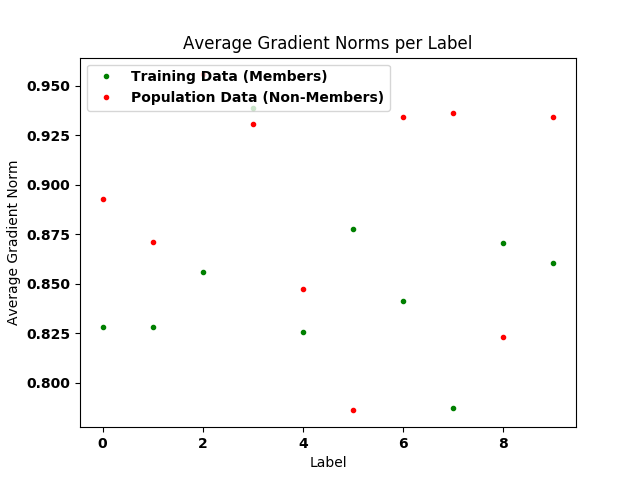 Average Gradient Norms per Label
Training Data (Members)
Population Data (Non-Members)
0.950
0.925
0.900
0.875
0.850
0.825
0.800
Average Gradient Norm
0 2 4 6 8
Label